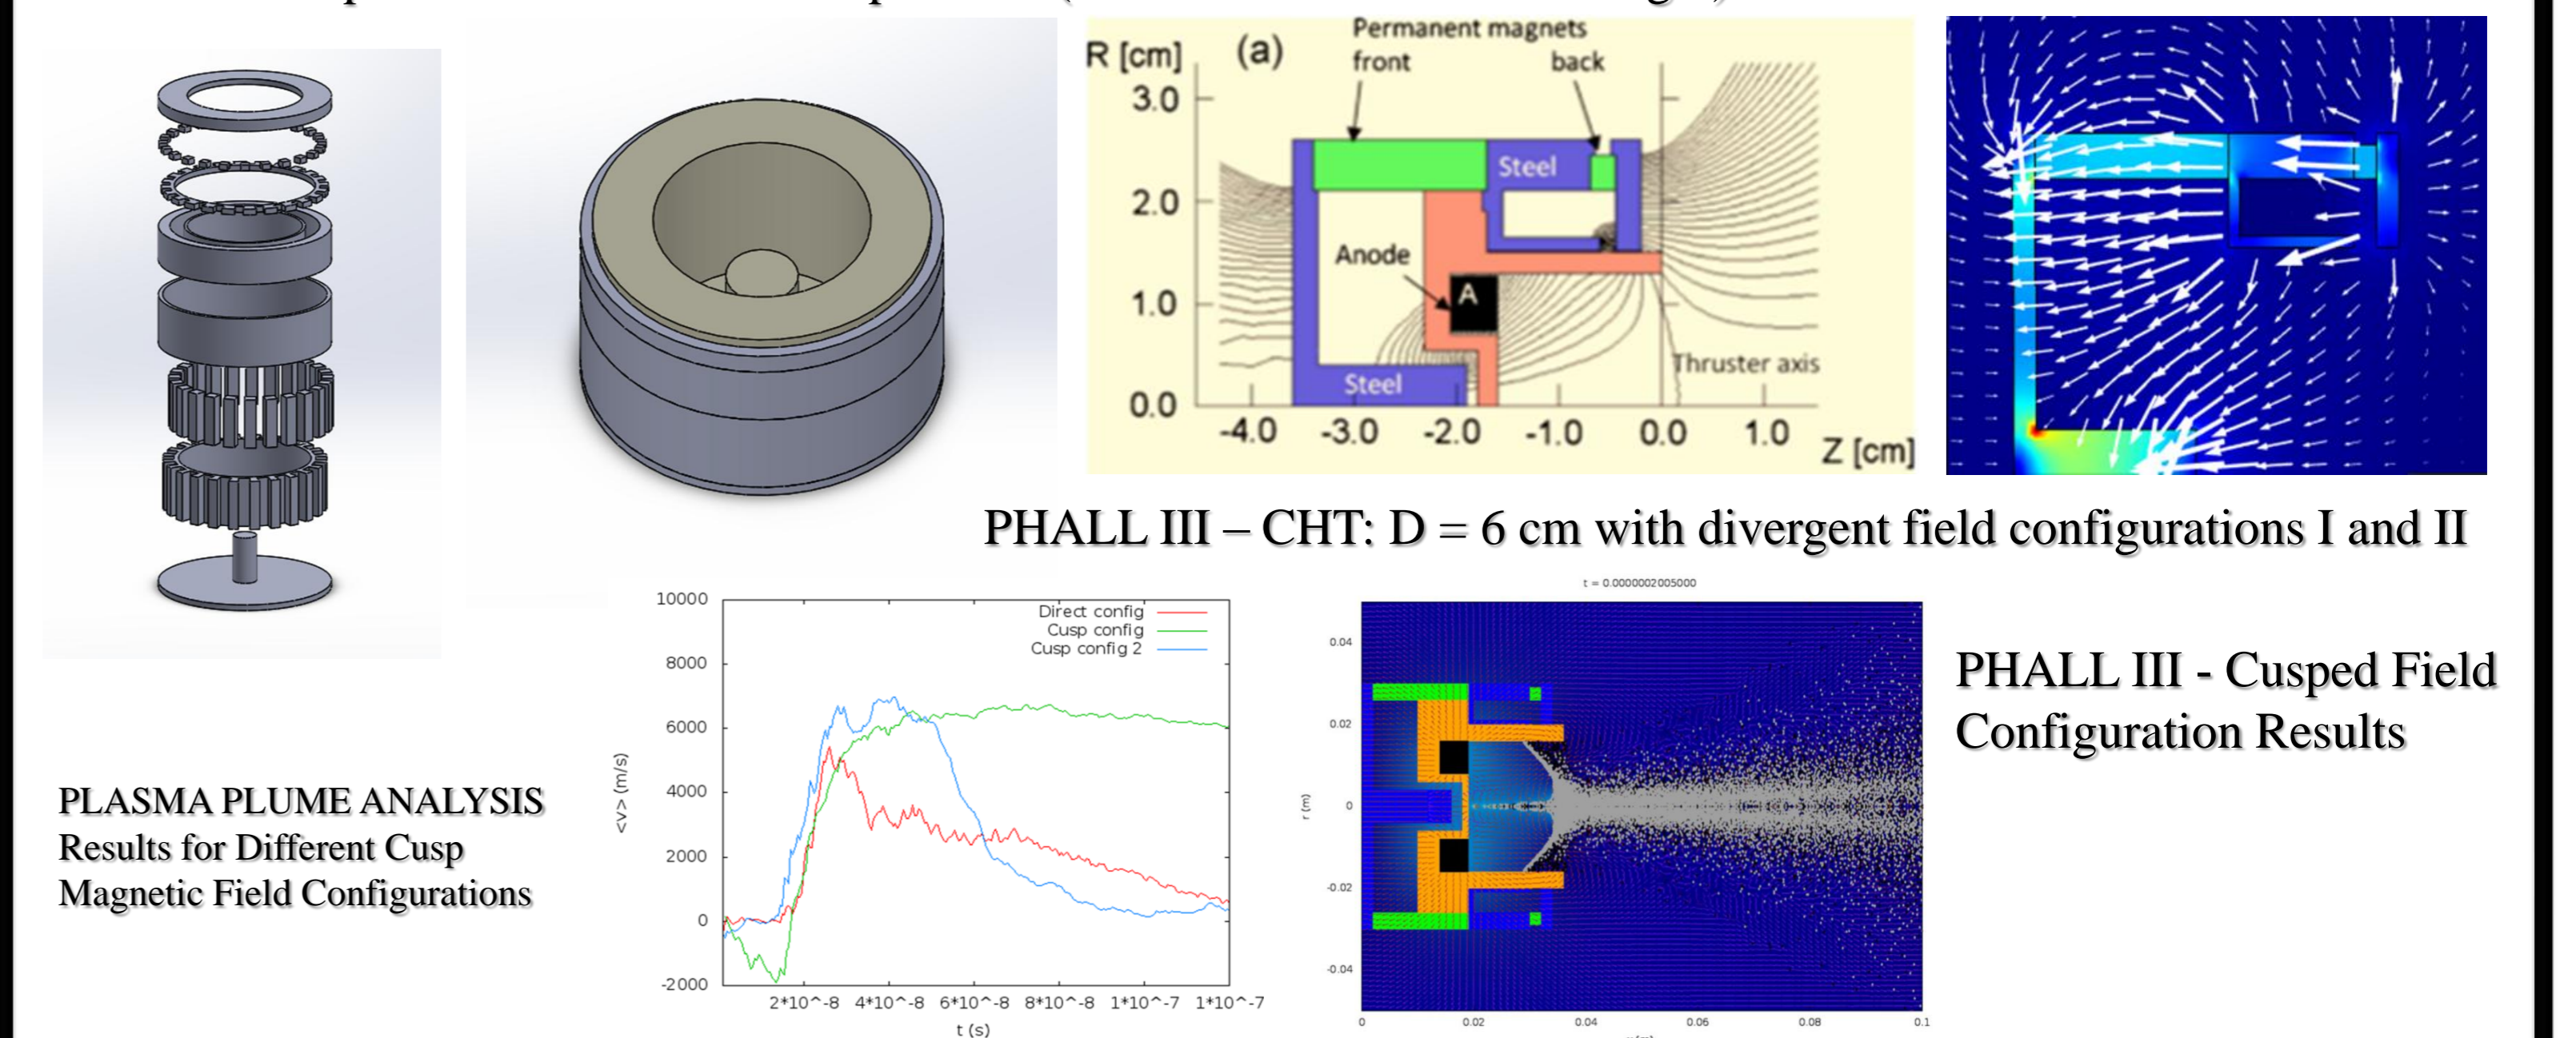 Permanent magnets
front back
R [cm]
(a)
3.0
2.0
1.0
0.0
Steel
Anode
A
Steel
Thruster axis
-4.0 -3.0 -2.0 -1.0 0.0 1.0
Z [cm]
PHALL III – CHT: D = 6 cm with divergent field configurations I and II
PLASMA PLUME ANALYSIS
Results for Different Cusp
Magnetic Field Configurations
10000
8000
6000
4000
2000
0
-2000
<v> (m/s)
Direct config
Cusp config
Cusp config 2
2*10^-8 4*10^-8 6*10^-8 8*10^-8 1*10^-7 1*10^-7
t (s)
t = 0.0000002005000
0.04
0.02
0
-0.02
-0.04
r (m)
0 0.02 0.04 0.06 0.08 0.1
PHALL III - Cusped Field
Configuration Results